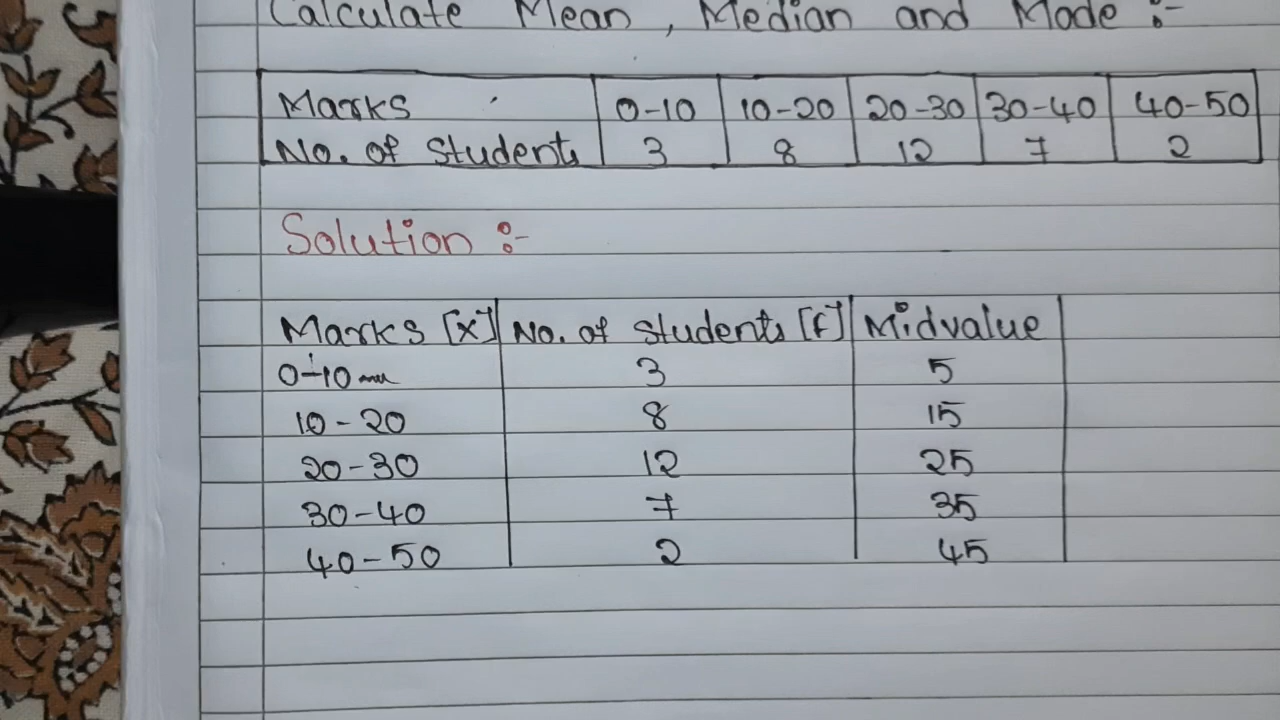 Calculate Mean, Median and Mode :-
Marks 0-10 10-20 20-30 30-40 40-50
No. of Students 3 8 12 7 2
Solution :-
Marks [x] No. of students [f] Midvalue
0-10 3 5
10-20 8 15
20-30 12 25
30-40 7 35
40-50 2 45